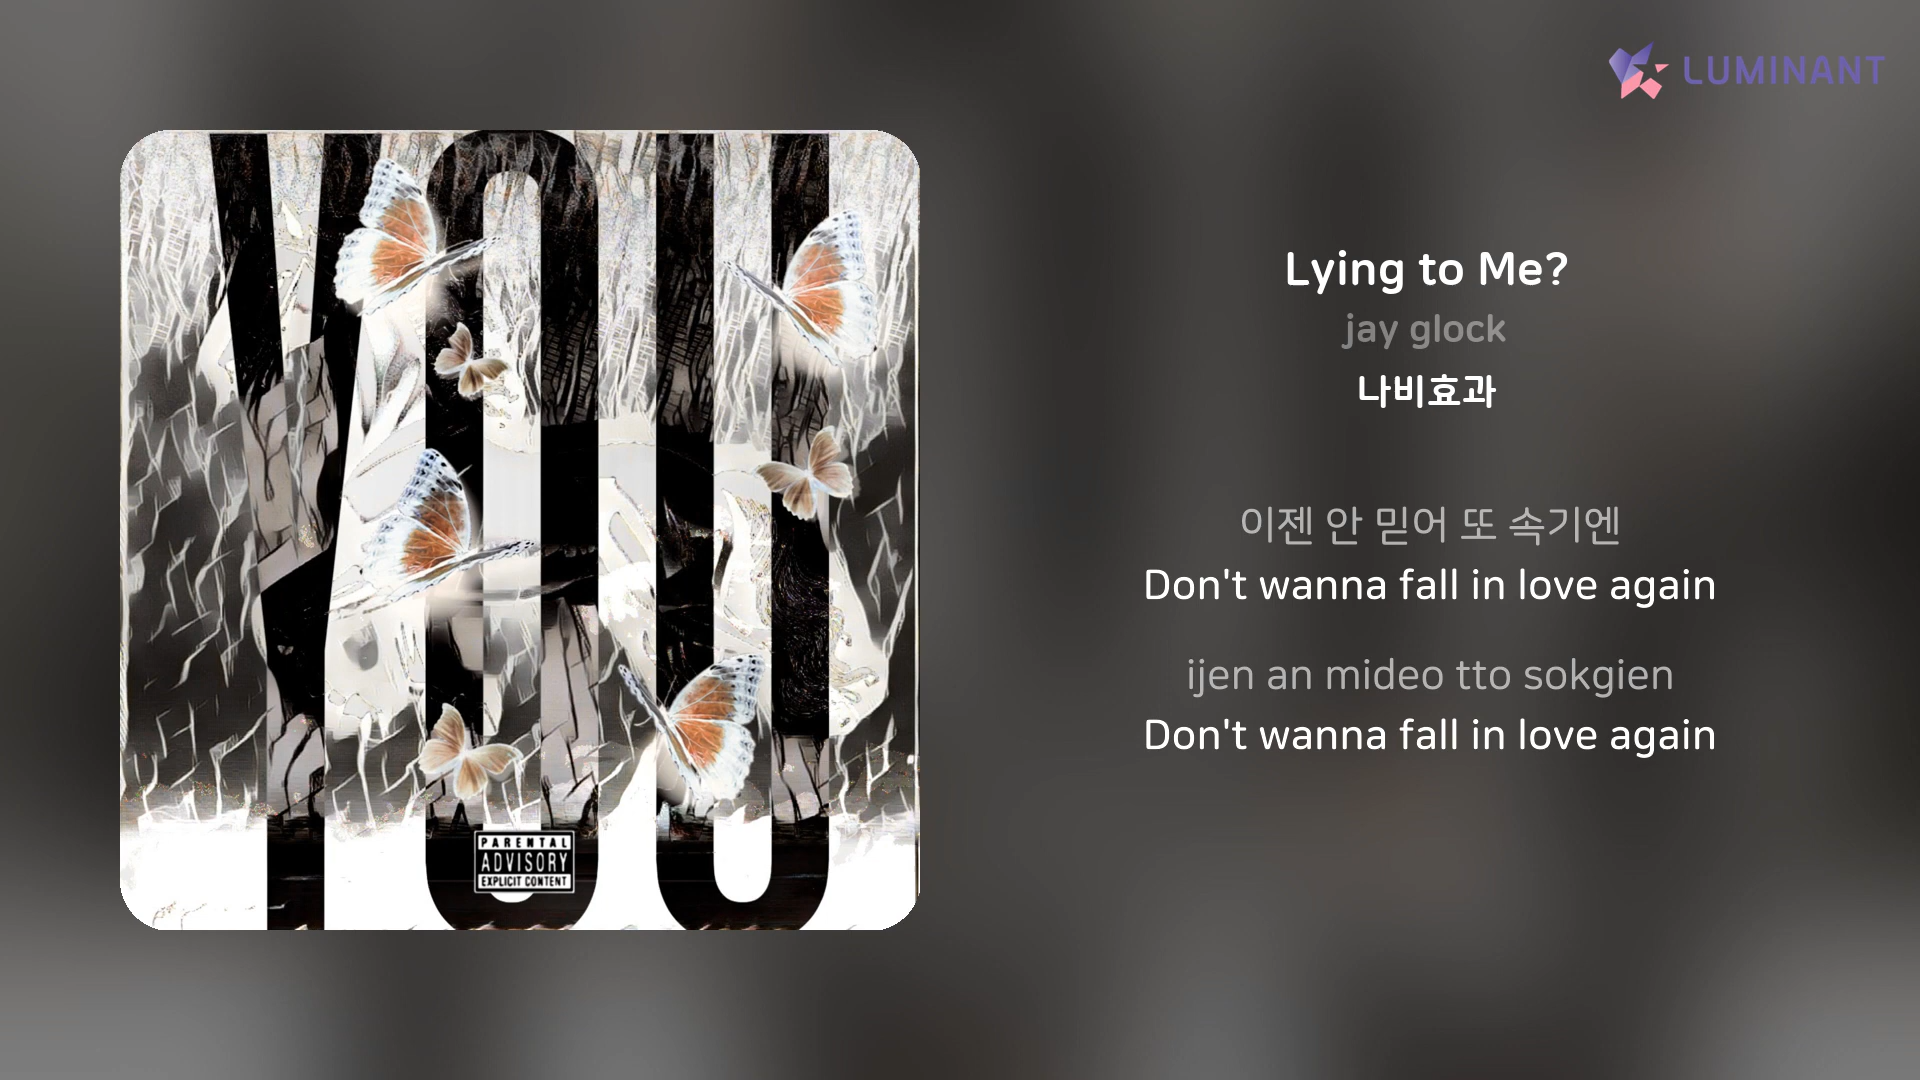 LUMINANT
YOU
PARENTAL
ADVISORY
EXPLICIT CONTENT
Lying to Me?
jay glock
나비효과
이젠 안 믿어 또 속기엔
Don't wanna fall in love again
ijen an mideo tto sokgien
Don't wanna fall in love again